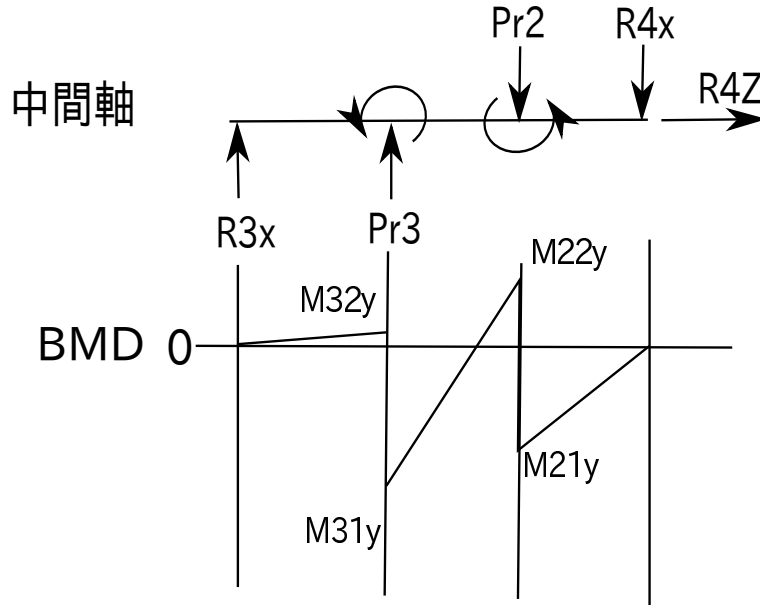 Pr2
R4x
R4Z
中間軸
R3x
Pr3
M22y
M32y
BMD 0
M21y
M31y